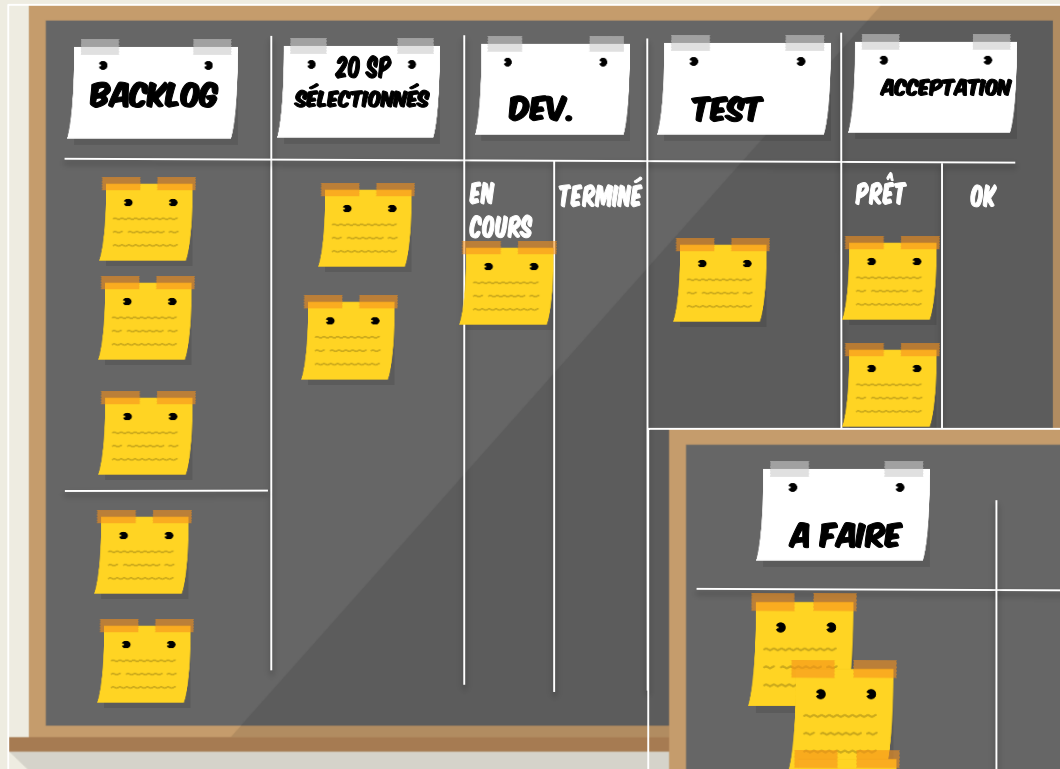 BACKLOG
20 SP
SÉLECTIONNÉS
DEV.
TEST
ACCEPTATION
EN
COURS
TERMINÉ
PRÊT
OK
A FAIRE